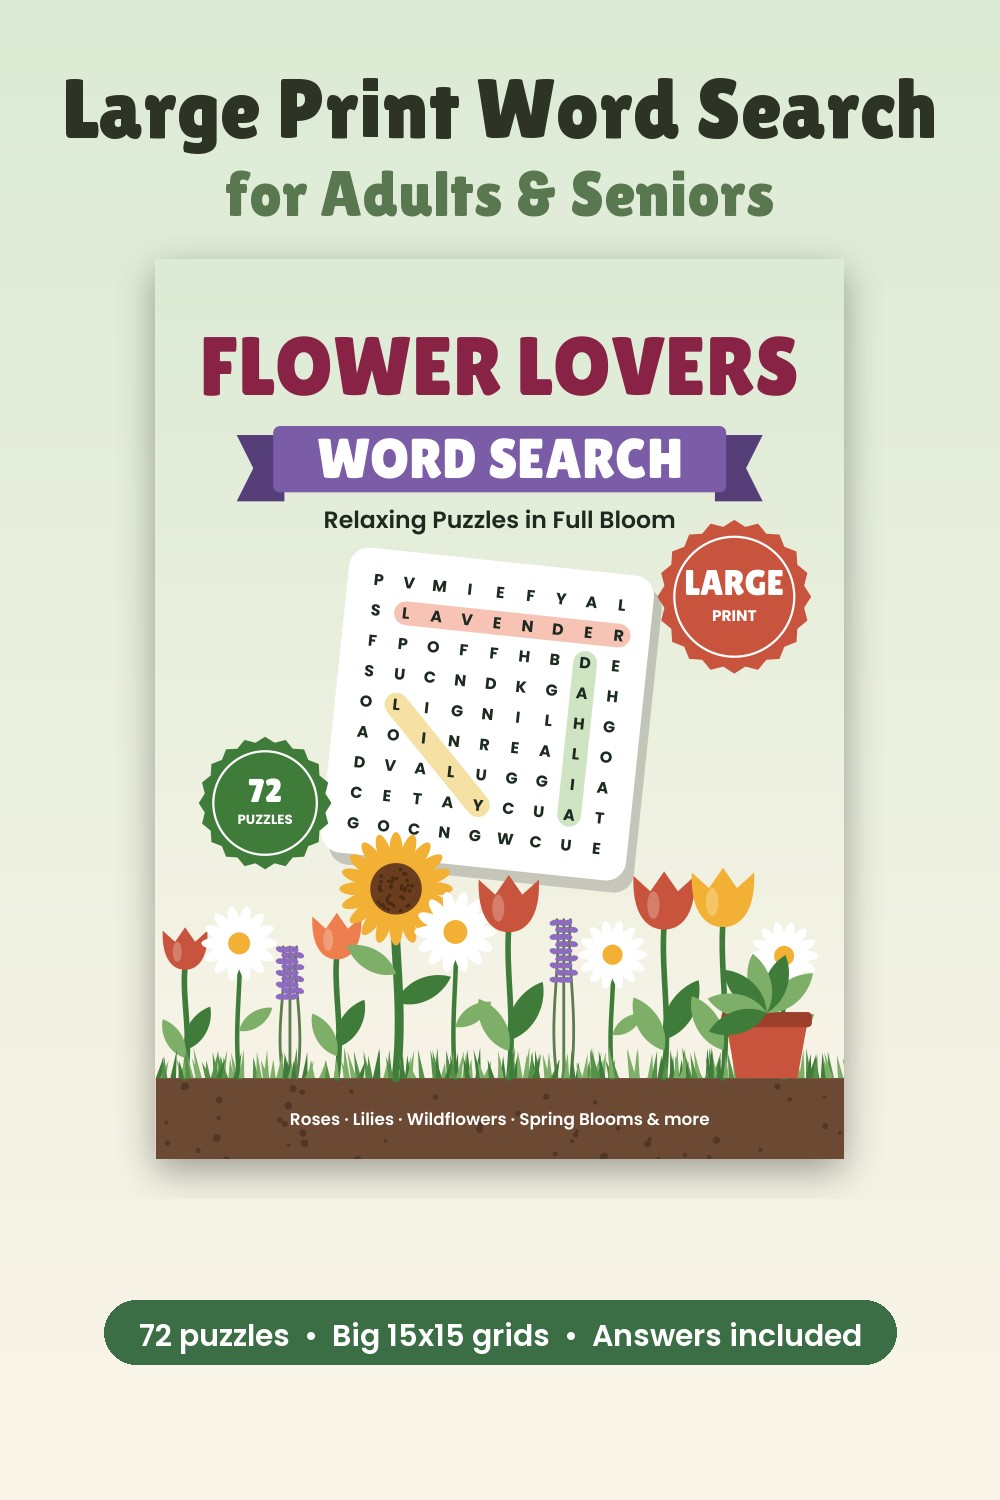 Large Print Word Search
for Adults & Seniors
FLOWER LOVERS
WORD SEARCH
Relaxing Puzzles in Full Bloom
LARGE
PRINT
P V M I E F Y A L
S L A V E N D E R
F P O F F H B D E
S U C N D K G A H
O L I G N I L H G
A O I N R E A L O
D V A L U G G I A
C E T A Y C U A T
G O C N G W C U E
72
PUZZLES
Roses · Lilies · Wildflowers · Spring Blooms & more
72 puzzles • Big 15x15 grids • Answers included